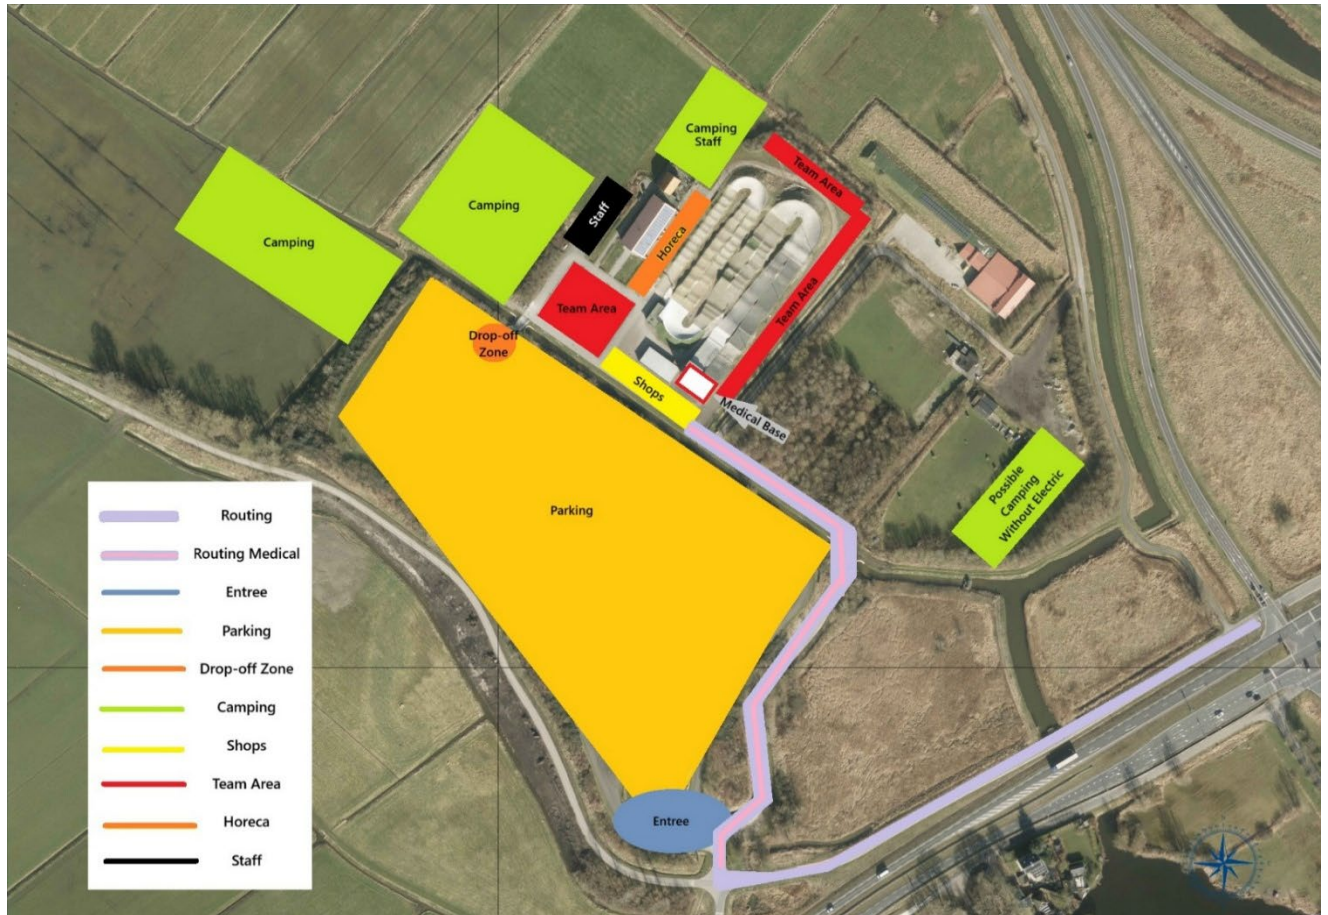 Camping
Staff
Team Area
Camping
Staff
Camping
Horeca
Team Area
Team Area
Drop-off
Zone
Shops
Medical Base
Parking
Possible
Camping
Without Electric
Entree
Routing
Routing Medical
Entree
Parking
Drop-off Zone
Camping
Shops
Team Area
Horeca
Staff